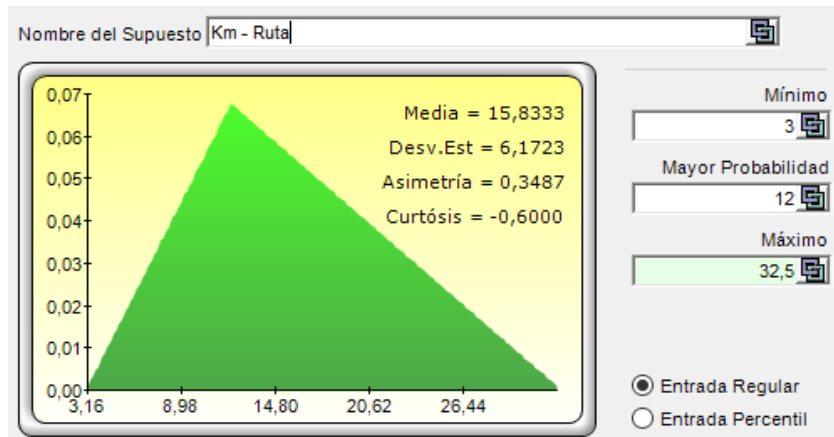 Nombre del Supuesto Km - Ruta
0,07
0,06
0,05
0,04
0,03
0,02
0,01
0,00
3,16 8,98 14,80 20,62 26,44
Media = 15,8333
Desv.Est = 6,1723
Asimetría = 0,3487
Curtósis = -0,6000
Mínimo
3
Mayor Probabilidad
12
Máximo
32,5
Entrada Regular
Entrada Percentil